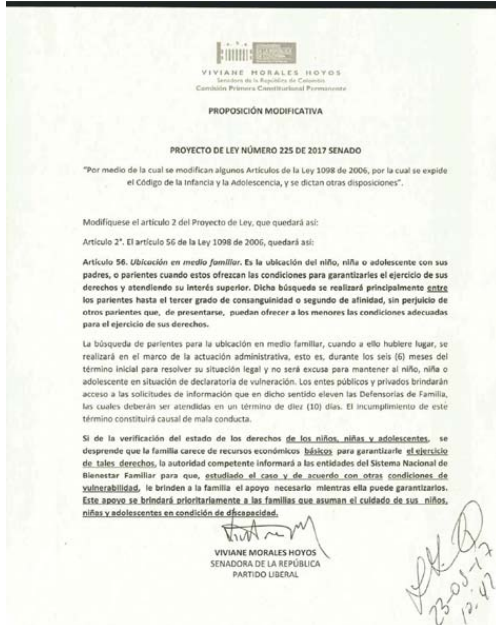 VIVIANE MORALES HOYOS
Senadora de la República de Colombia
Comisión Primera Constitucional Permanente
PROPOSICIÓN MODIFICATIVA
PROYECTO DE LEY NÚMERO 225 DE 2017 SENADO
"Por medio de la cual se modifican algunos Artículos de la Ley 1098 de 2006, por la cual se expide
el Código de la Infancia y la Adolescencia, y se dictan otras disposiciones".
Modifíquese el artículo 2 del Proyecto de Ley, que quedará así:
Artículo 2°. El artículo 56 de la Ley 1098 de 2006, quedará así:
Artículo 56. Ubicación en medio familiar. Es la ubicación del niño, niña o adolescente con sus
padres, o parientes cuando estos ofrezcan las condiciones para garantizarles el ejercicio de sus
derechos y atendiendo su interés superior. Dicha búsqueda se realizará principalmente entre
los parientes hasta el tercer grado de consanguinidad o segundo de afinidad, sin perjuicio de
otros parientes que, de presentarse, puedan ofrecer a los menores las condiciones adecuadas
para el ejercicio de sus derechos.
La búsqueda de parientes para la ubicación en medio familiar, cuando a ello hubiere lugar, se
realizará en el marco de la actuación administrativa, esto es, durante los seis (6) meses del
término inicial para resolver su situación legal y no será excusa para mantener al niño, niña o
adolescente en situación de declaratoria de vulneración. Los entes públicos y privados brindarán
acceso a las solicitudes de información que en dicho sentido eleven las Defensorías de Familia,
las cuales deberán ser atendidas en un término de diez (10) días. El incumplimiento de este
término constituirá causal de mala conducta.
Si de la verificación del estado de los derechos de los niños, niñas y adolescentes, se
desprende que la familia carece de recursos económicos básicos para garantizarle el ejercicio
de tales derechos, la autoridad competente informará a las entidades del Sistema Nacional de
Bienestar Familiar para que, estudiado el caso y de acuerdo con otras condiciones de
vulnerabilidad, le brinden a la familia el apoyo necesario mientras ella puede garantizarlos.
Este apoyo se brindará prioritariamente a las familias que asuman el cuidado de sus niños,
niñas y adolescentes en condición de discapacidad.
VIVIANE MORALES HOYOS
SENADORA DE LA REPÚBLICA
PARTIDO LIBERAL
23-05-17
12:42